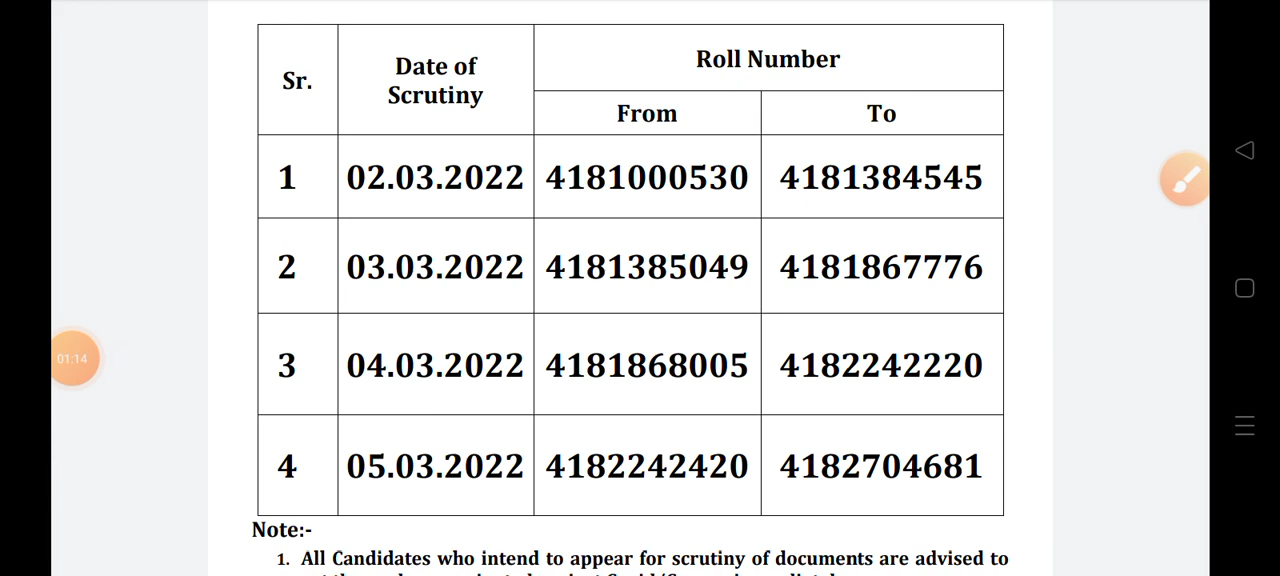 Sr.
Date of
Scrutiny
Roll Number
From
To
1 02.03.2022 4181000530 4181384545
2 03.03.2022 4181385049 4181867776
3 04.03.2022 4181868005 4182242220
4 05.03.2022 4182242420 4182704681
Note:-
1. All Candidates who intend to appear for scrutiny of documents are advised to
01:14